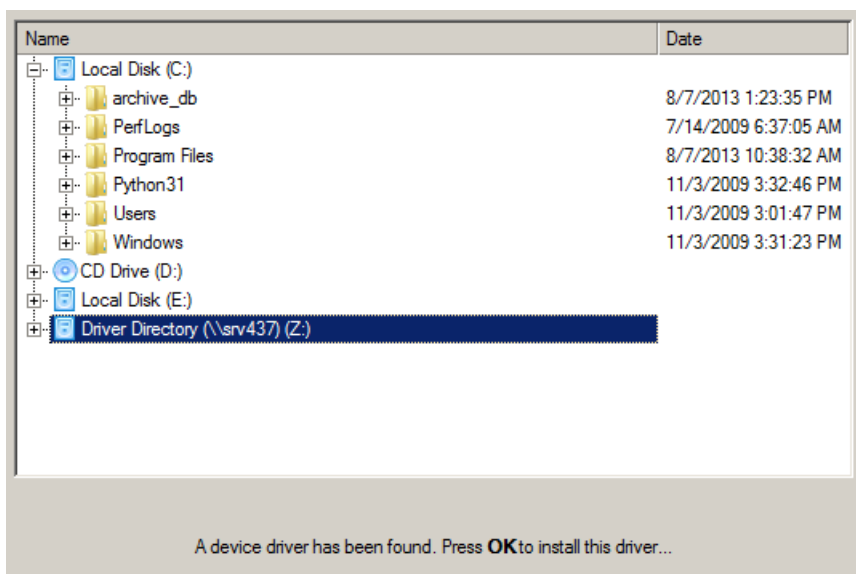 Name Date
Local Disk (C:)
archive_db 8/7/2013 1:23:35 PM
PerfLogs 7/14/2009 6:37:05 AM
Program Files 8/7/2013 10:38:32 AM
Python31 11/3/2009 3:32:46 PM
Users 11/3/2009 3:01:47 PM
Windows 11/3/2009 3:31:23 PM
CD Drive (D:)
Local Disk (E:)
Driver Directory (\\srv437) (Z:)
A device driver has been found. Press OK to install this driver...